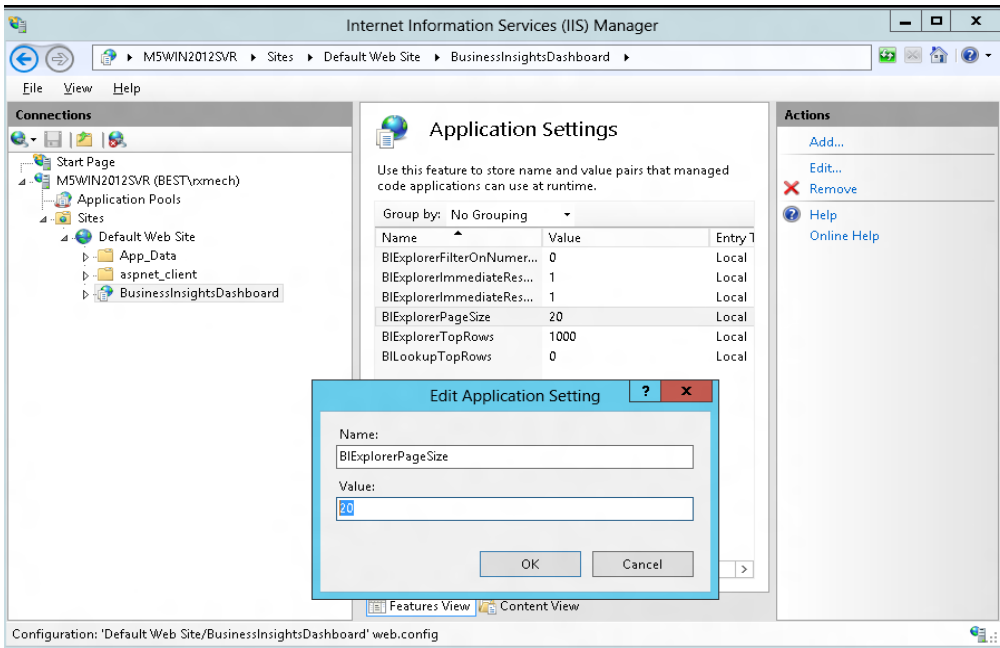 Internet Information Services (IIS) Manager
M5WIN2012SVR Sites Default Web Site BusinessInsightsDashboard
File View Help
Connections
Start Page
M5WIN2012SVR (BEST\rxmech)
Application Pools
Sites
Default Web Site
App_Data
aspnet_client
BusinessInsightsDashboard
Application Settings
Use this feature to store name and value pairs that managed
code applications can use at runtime.
Group by: No Grouping
Name Value Entry T
BIExplorerFilterOnNumer... 0 Local
BIExplorerImmediateRes... 1 Local
BIExplorerImmediateRes... 1 Local
BIExplorerPageSize 20 Local
BIExplorerTopRows 1000 Local
BILookupTopRows 0 Local
Edit Application Setting ? x
Name:
BIExplorerPageSize
Value:
20
OK Cancel
Features View Content View
Actions
Add...
Edit...
Remove
Help
Online Help
Configuration: 'Default Web Site/BusinessInsightsDashboard' web.config